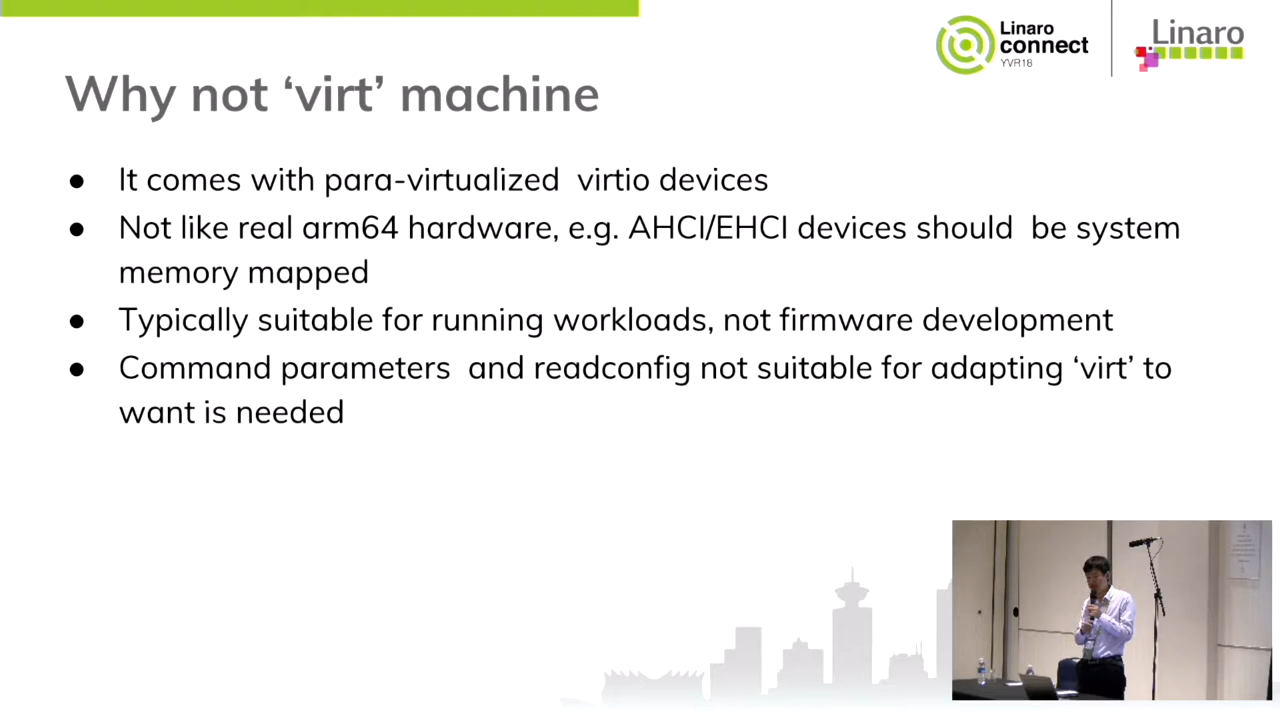 Linaro
connect
YVR18
Linaro
Why not ‘virt’ machine
● It comes with para-virtualized virtio devices
● Not like real arm64 hardware, e.g. AHCI/EHCI devices should be system
memory mapped
● Typically suitable for running workloads, not firmware development
● Command parameters and readconfig not suitable for adapting ‘virt’ to
want is needed